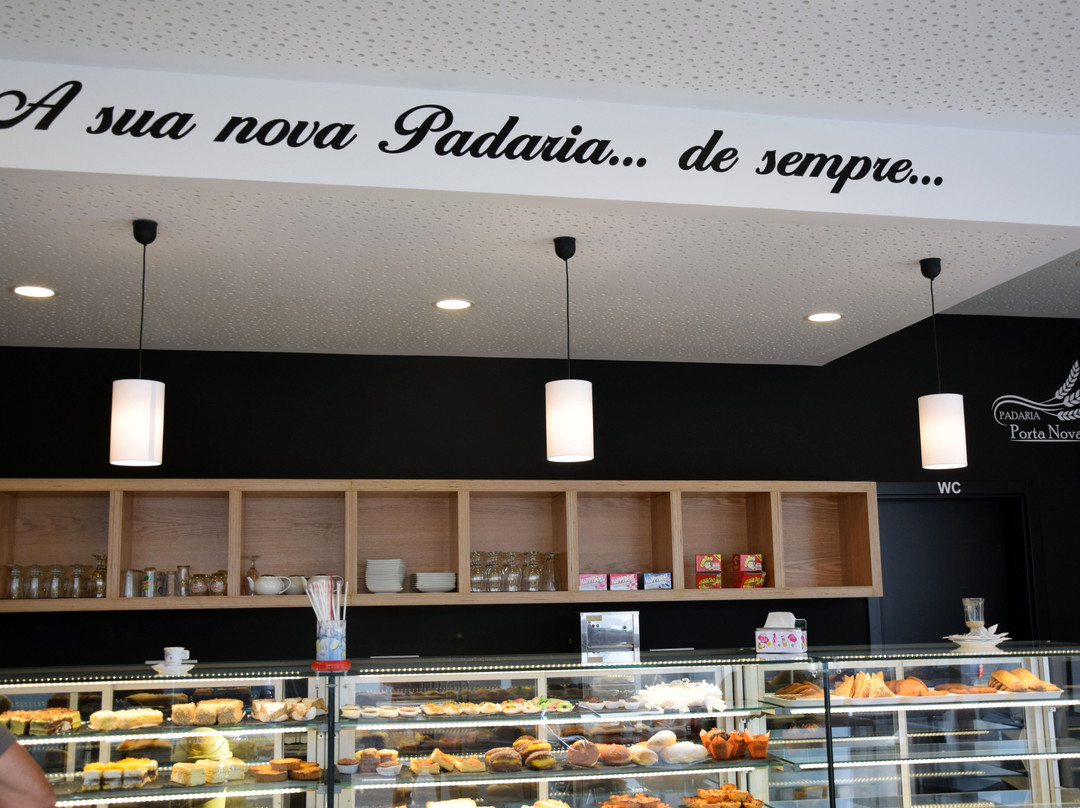 A sua nova Padaria... de sempre...
PADARIA
Porta Nova
WC